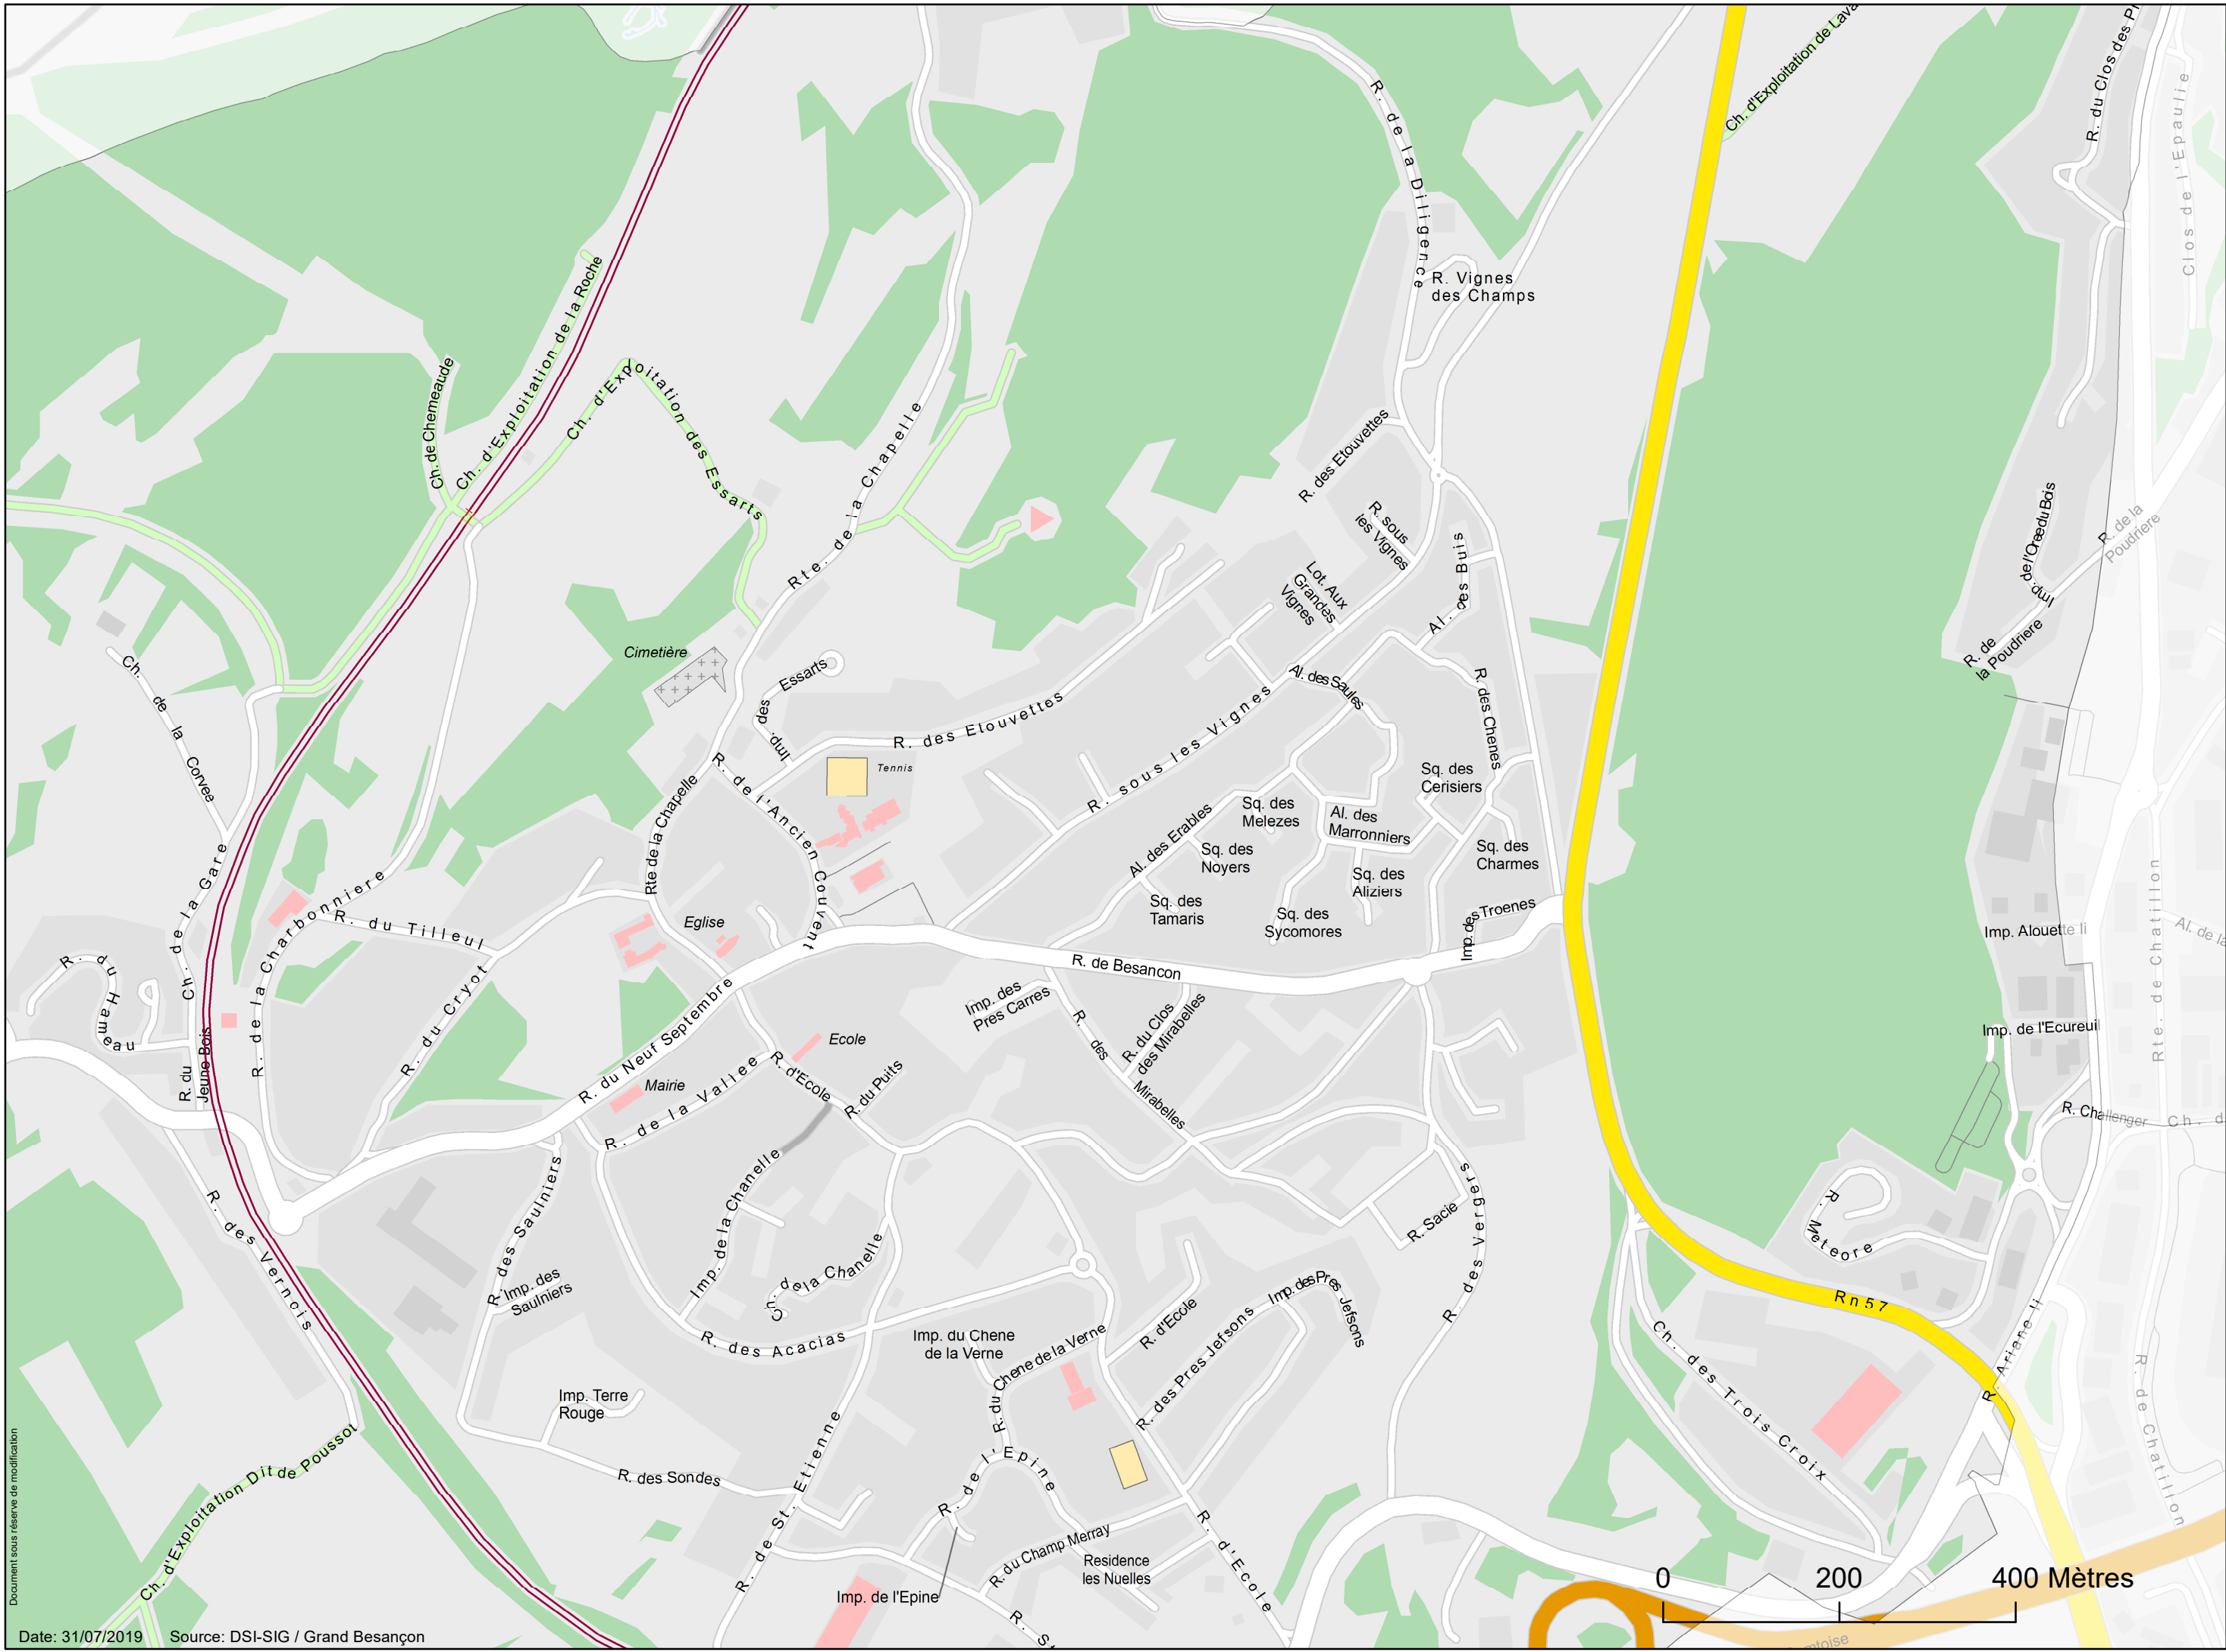 Ch. d'Exploitation de Lava
R. du Clos des Pr
Clos de l'Epaulie
R. de la Diligence
R. Vignes
des Champs
Ch. d'Exploitation de la Roche
Ch. de Chemeaude
Ch. d'Exploitation des Essarts
Rte. de la Chapelle
R. des Etouvettes
R. sous
les Vignes
Al. des Buis
Lot. Aux
Grandes
Vignes
Imp. de l'Oree du Bois
R. de la
Poudriere
R. de
la Poudriere
Cimetière
Ch. de la Corvee
Imp. des Essarts
R. des Etouvettes
Tennis
Al. des Saules
R. des Chenes
R. sous les Vignes
R. de l'Ancien Couvent
Rte de la Chapelle
Sq. des
Cerisiers
Sq. des
Melezes
Al. des
Marronniers
Al. des Erables
Sq. des
Noyers
Sq. des
Charmes
Sq. des
Aliziers
Sq. des
Tamaris
Sq. des
Sycomores
Imp. des Troenes
Ch. de la Gare
R. de la Charbonniere
R. du Tilleul
Eglise
R. du Cryot
R. du Hameau
R. du
Jeune Bois
R. de Besancon
R. du Neuf Septembre
Imp. des
Pres Carres
R. des Mirabelles
R. du Clos
des Mirabelles
Imp. Alouette li
Al. de la
Rte. de Chatillon
Imp. de l'Ecureuil
R. Challenger
Ch. d
Ecole
Mairie
R. de la Vallee
R. d'Ecole
R. du Puits
Imp. de la Chanelle
Ch. de la Chanelle
R. des Saulniers
Imp. des
Saulniers
R. des Vernois
R. Sacie
R. des Vergers
R. Meteore
Rn 57
R. Ariane li
R. de Chatillon
Ch. des Trois Croix
R. des Acacias
Imp. du Chene
de la Verne
R. du Chene de la Verne
R. d'Ecole
R. des Pres Jefsons
Imp. des Pres Jefsons
Imp. Terre
Rouge
R. des Sondes
R. de St. Etienne
R. de l'Epine
Imp. de l'Epine
R. du Champ Merray
Residence
les Nuelles
R. d'Ecole
R. St
Ch. d'Exploitation Dit de Poussot
Document sous réserve de modification
0 200 400 Mètres
Date: 31/07/2019 Source: DSI-SIG / Grand Besançon